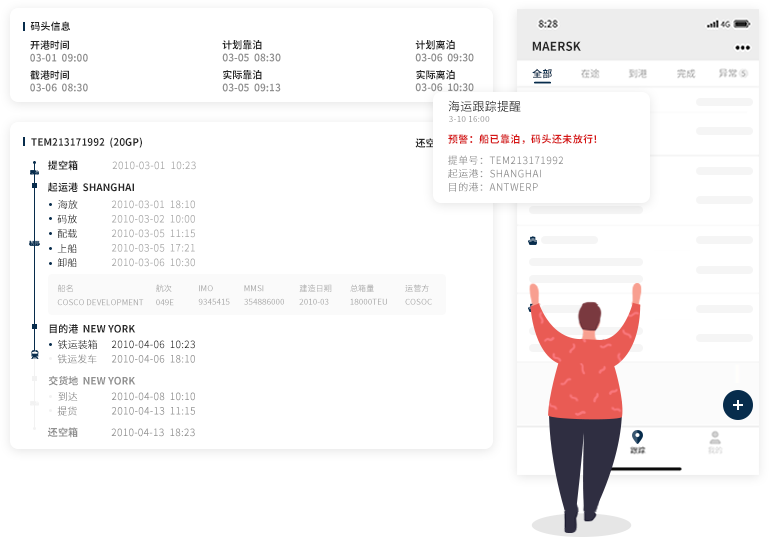 码头信息
开港时间 计划靠泊 计划离泊
03-01 09:00 03-05 08:30 03-06 09:30
截港时间 实际靠泊 实际离泊
03-06 08:30 03-05 09:13 03-06 10:30
TEM213171992 (20GP) 还空
提空箱 2010-03-01 10:23
起运港 SHANGHAI
海放 2010-03-01 18:10
码放 2010-03-02 10:00
配载 2010-03-05 11:15
上船 2010-03-05 17:21
卸船 2010-03-06 10:30
船名 航次 IMO MMSI 建造日期 总箱量 运营方
COSCO DEVELOPMENT 049E 9345415 354886000 2010-03 18000TEU COSOC
目的港 NEW YORK
铁运装箱 2010-04-06 10:23
铁运发车 2010-04-06 18:10
交货地 NEW YORK
到达 2010-04-08 10:10
提货 2010-04-13 11:15
还空箱 2010-04-13 18:23
8:28 4G
MAERSK
全部 在途 到港 完成 异常 5
海运跟踪提醒
3-10 16:00
预警：船已靠泊，码头还未放行!
提单号：TEM213171992
起运港：SHANGHAI
目的港：ANTWERP
跟踪 我的